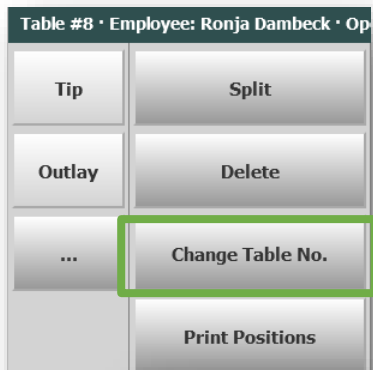 Table #8 · Employee: Ronja Dambeck · Op
Tip
Split
Outlay
Delete
...
Change Table No.
Print Positions